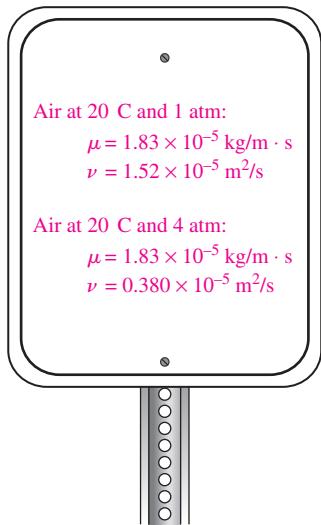 Air at 20 C and 1 atm:
μ = 1.83 × 10⁻⁵ kg/m · s
ν = 1.52 × 10⁻⁵ m²/s
Air at 20 C and 4 atm:
μ = 1.83 × 10⁻⁵ kg/m · s
ν = 0.380 × 10⁻⁵ m²/s